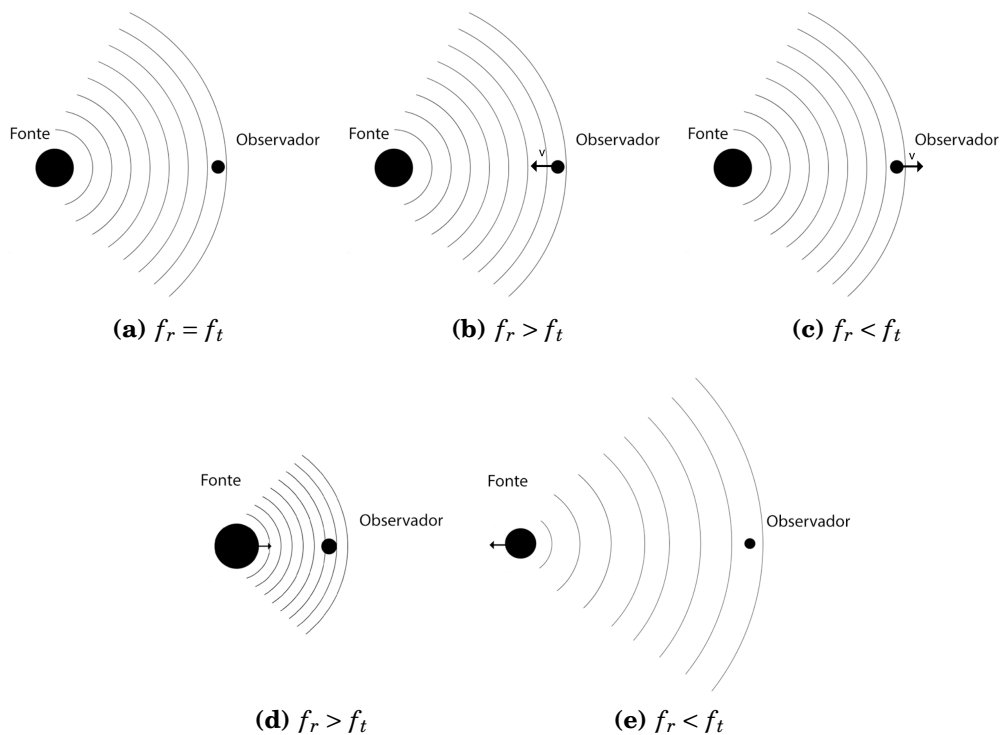 Fonte
Observador
(a) f_r = f_t
Fonte
Observador
v
(b) f_r > f_t
Fonte
Observador
v
(c) f_r < f_t
Fonte
Observador
(d) f_r > f_t
Fonte
Observador
(e) f_r < f_t